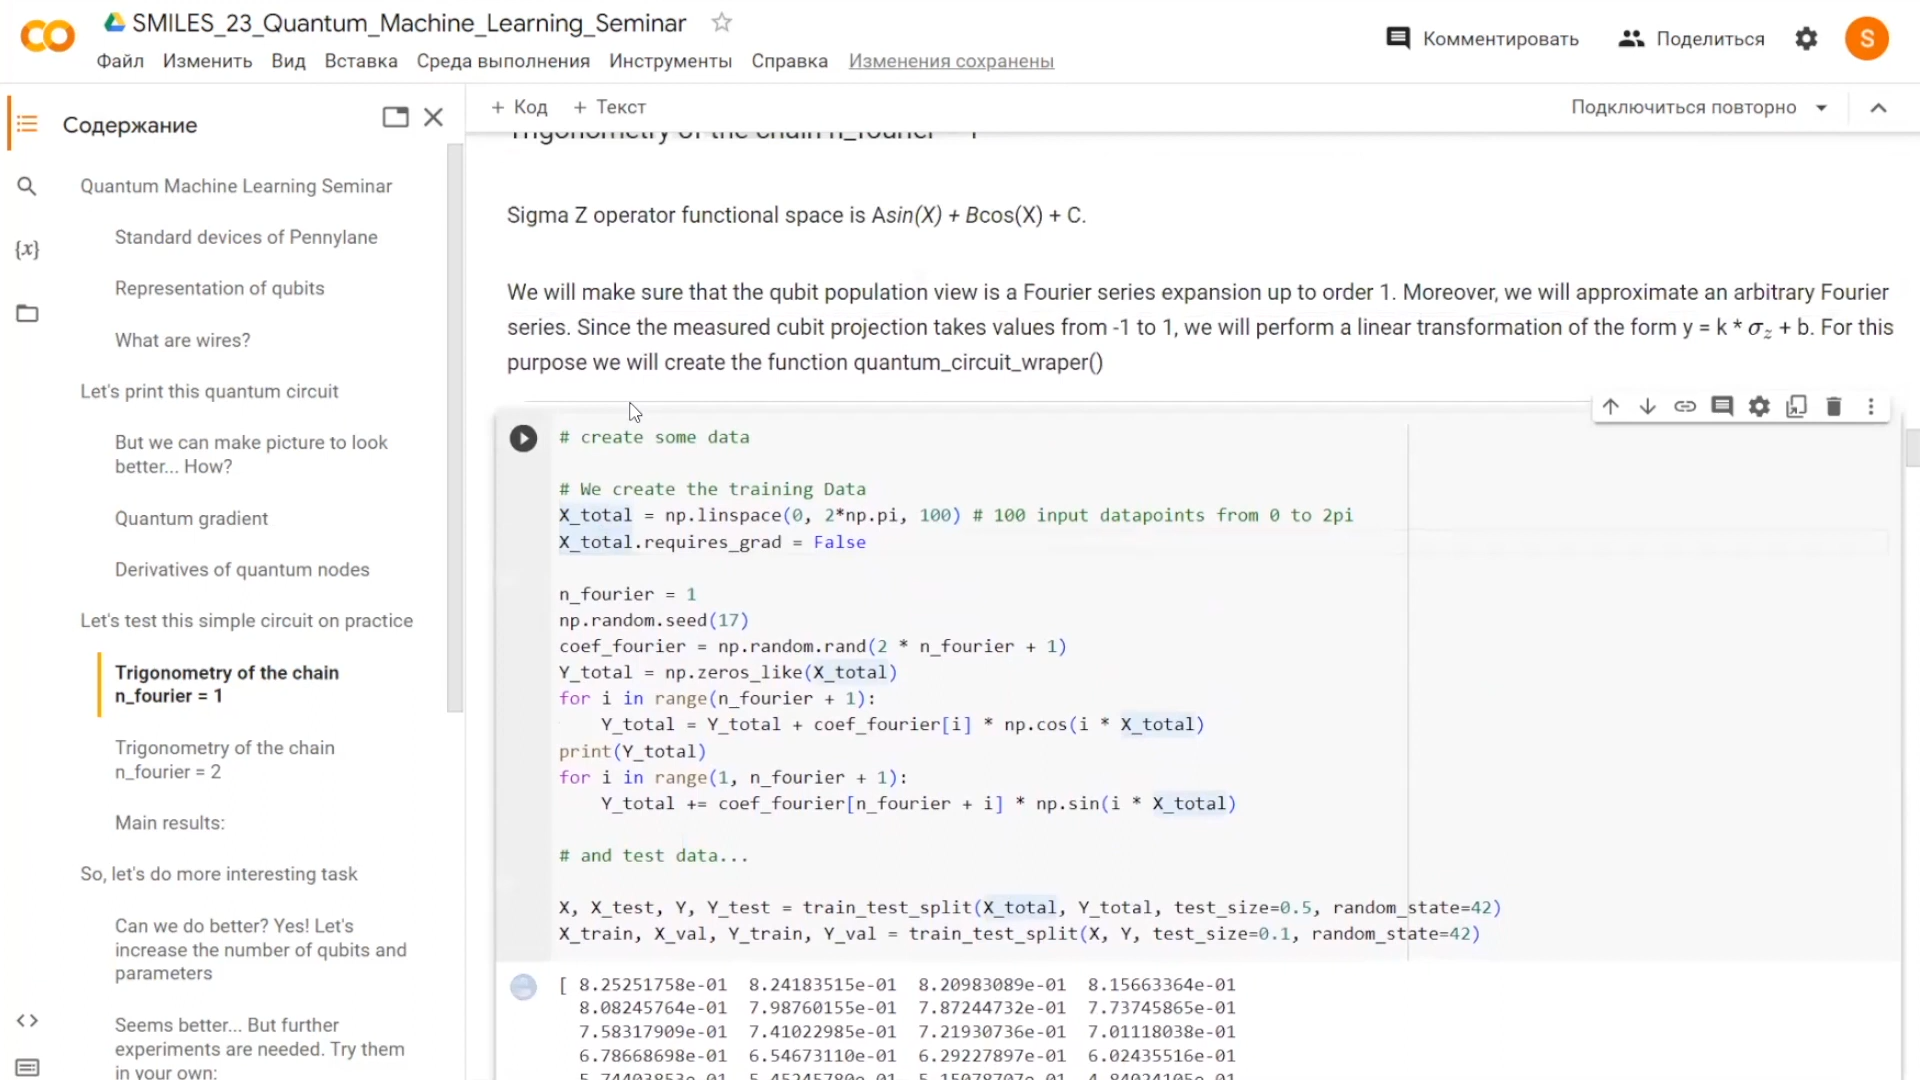 SMILES_23_Quantum_Machine_Learning_Seminar
Комментировать
Поделиться
S
Файл Изменить Вид Вставка Среда выполнения Инструменты Справка Изменения сохранены
Содержание
+ Код + Текст
Подключиться повторно
Quantum Machine Learning Seminar
Standard devices of Pennylane
Representation of qubits
What are wires?
Let's print this quantum circuit
But we can make picture to look
better... How?
Quantum gradient
Derivatives of quantum nodes
Let's test this simple circuit on practice
Trigonometry of the chain
n_fourier = 1
Trigonometry of the chain
n_fourier = 2
Main results:
So, let's do more interesting task
Can we do better? Yes! Let's
increase the number of qubits and
parameters
Seems better... But further
experiments are needed. Try them
in your own:
{x}
<>
Trigonometry of the chain n_fourier = 1
Sigma Z operator functional space is Asin(X) + Bcos(X) + C.
We will make sure that the qubit population view is a Fourier series expansion up to order 1. Moreover, we will approximate an arbitrary Fourier
series. Since the measured cubit projection takes values from -1 to 1, we will perform a linear transformation of the form y = k * σz + b. For this
purpose we will create the function quantum_circuit_wraper()
# create some data
# We create the training Data
X_total = np.linspace(0, 2*np.pi, 100) # 100 input datapoints from 0 to 2pi
X_total.requires_grad = False
n_fourier = 1
np.random.seed(17)
coef_fourier = np.random.rand(2 * n_fourier + 1)
Y_total = np.zeros_like(X_total)
for i in range(n_fourier + 1):
Y_total = Y_total + coef_fourier[i] * np.cos(i * X_total)
print(Y_total)
for i in range(1, n_fourier + 1):
Y_total += coef_fourier[n_fourier + i] * np.sin(i * X_total)
# and test data...
X, X_test, Y, Y_test = train_test_split(X_total, Y_total, test_size=0.5, random_state=42)
X_train, X_val, Y_train, Y_val = train_test_split(X, Y, test_size=0.1, random_state=42)
[ 8.25251758e-01 8.24183515e-01 8.20983089e-01 8.15663364e-01
8.08245764e-01 7.98760155e-01 7.87244732e-01 7.73745865e-01
7.58317909e-01 7.41022985e-01 7.21930736e-01 7.01118038e-01
6.78668698e-01 6.54673110e-01 6.29227897e-01 6.02435516e-01